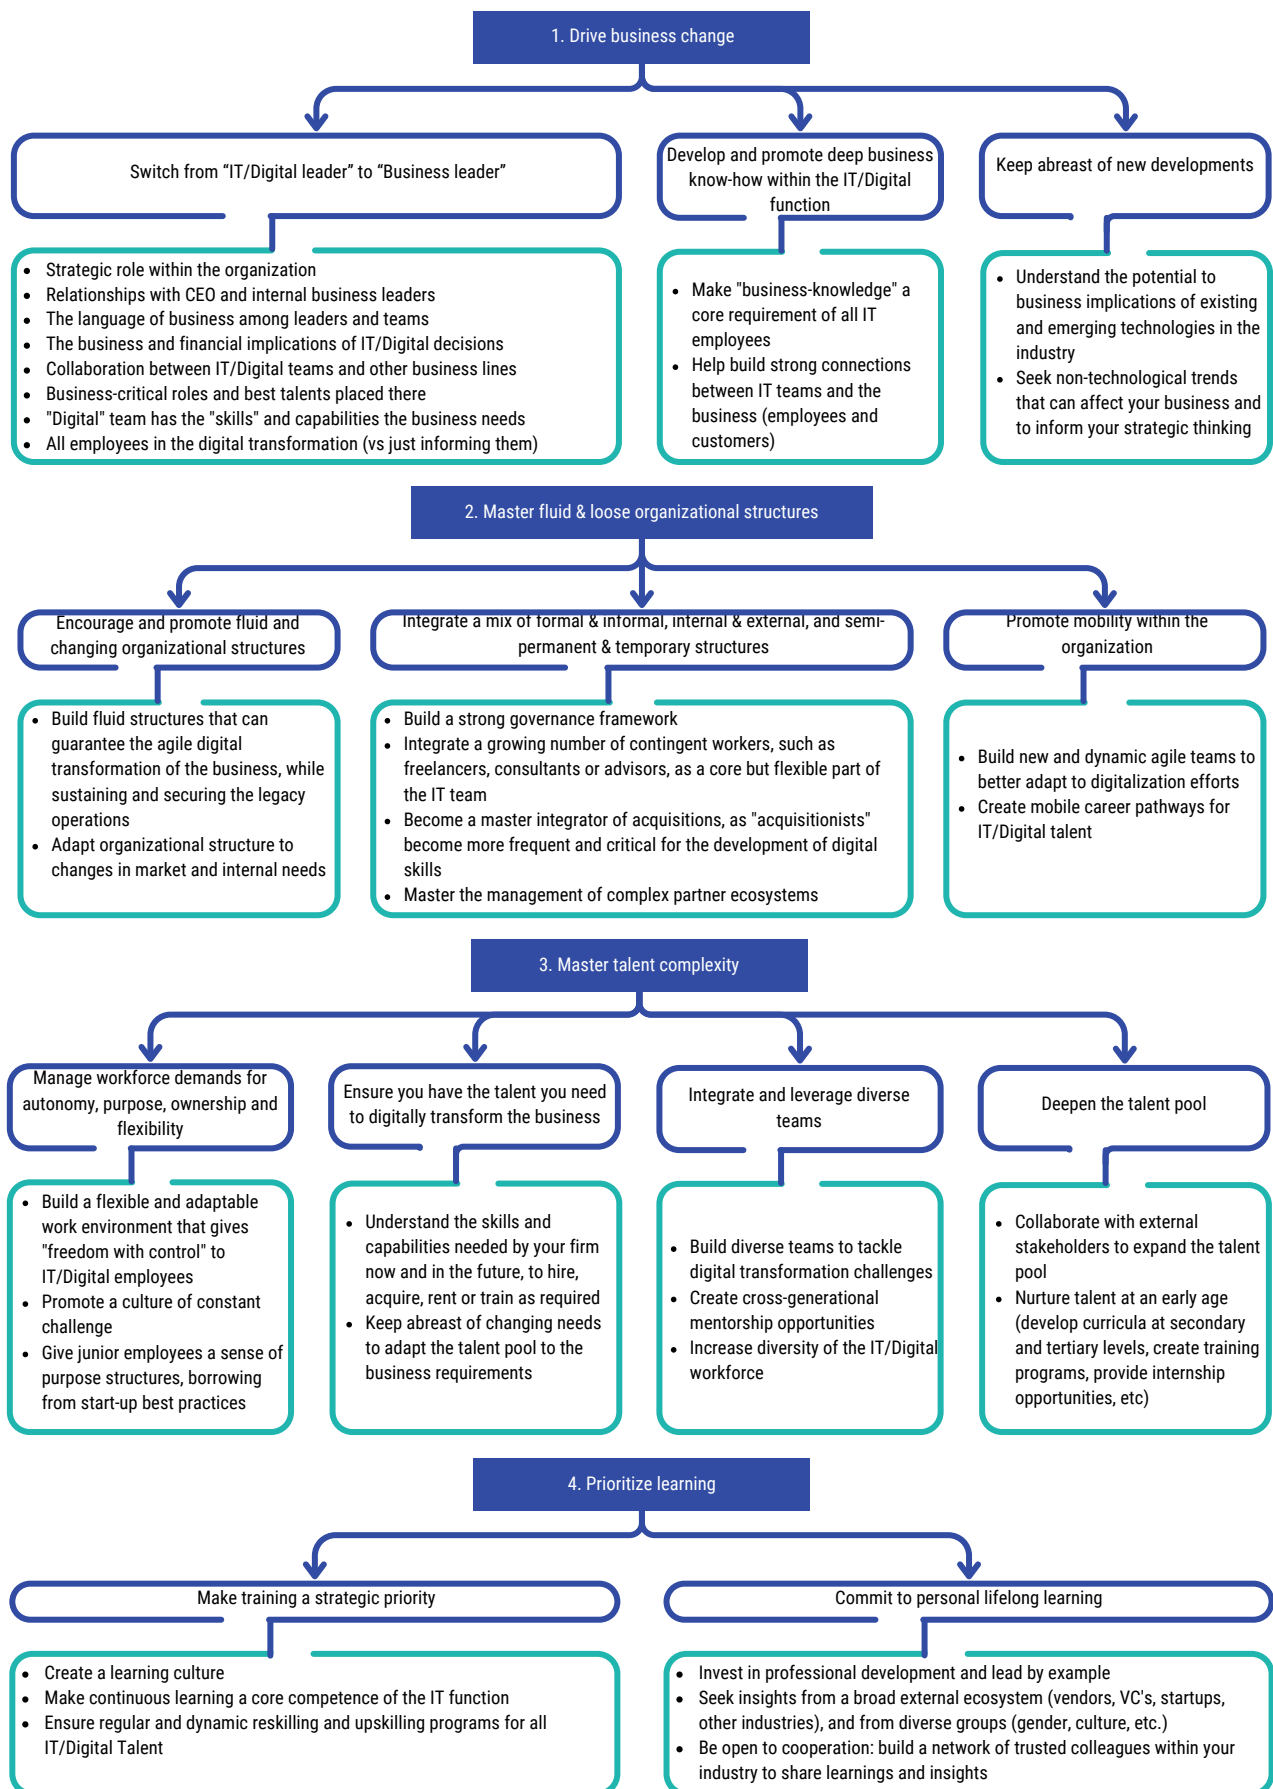 1. Drive business change
Switch from “IT/Digital leader” to “Business leader”
• Strategic role within the organization
• Relationships with CEO and internal business leaders
• The language of business among leaders and teams
• The business and financial implications of IT/Digital decisions
• Collaboration between IT/Digital teams and other business lines
• Business-critical roles and best talents placed there
• "Digital" team has the "skills" and capabilities the business needs
• All employees in the digital transformation (vs just informing them)
Develop and promote deep business
know-how within the IT/Digital
function
• Make "business-knowledge" a
core requirement of all IT
employees
• Help build strong connections
between IT teams and the
business (employees and
customers)
Keep abreast of new developments
• Understand the potential to
business implications of existing
and emerging technologies in the
industry
• Seek non-technological trends
that can affect your business and
to inform your strategic thinking
2. Master fluid & loose organizational structures
Encourage and promote fluid and
changing organizational structures
• Build fluid structures that can
guarantee the agile digital
transformation of the business, while
sustaining and securing the legacy
operations
• Adapt organizational structure to
changes in market and internal needs
Integrate a mix of formal & informal, internal & external, and semi-
permanent & temporary structures
• Build a strong governance framework
• Integrate a growing number of contingent workers, such as
freelancers, consultants or advisors, as a core but flexible part of
the IT team
• Become a master integrator of acquisitions, as "acquisitionists"
become more frequent and critical for the development of digital
skills
• Master the management of complex partner ecosystems
Promote mobility within the
organization
• Build new and dynamic agile teams to
better adapt to digitalization efforts
• Create mobile career pathways for
IT/Digital talent
3. Master talent complexity
Manage workforce demands for
autonomy, purpose, ownership and
flexibility
• Build a flexible and adaptable
work environment that gives
"freedom with control" to
IT/Digital employees
• Promote a culture of constant
challenge
• Give junior employees a sense of
purpose structures, borrowing
from start-up best practices
Ensure you have the talent you need
to digitally transform the business
• Understand the skills and
capabilities needed by your firm
now and in the future, to hire,
acquire, rent or train as required
• Keep abreast of changing needs
to adapt the talent pool to the
business requirements
Integrate and leverage diverse
teams
• Build diverse teams to tackle
digital transformation challenges
• Create cross-generational
mentorship opportunities
• Increase diversity of the IT/Digital
workforce
Deepen the talent pool
• Collaborate with external
stakeholders to expand the talent
pool
• Nurture talent at an early age
(develop curricula at secondary
and tertiary levels, create training
programs, provide internship
opportunities, etc)
4. Prioritize learning
Make training a strategic priority
• Create a learning culture
• Make continuous learning a core competence of the IT function
• Ensure regular and dynamic reskilling and upskilling programs for all
IT/Digital Talent
Commit to personal lifelong learning
• Invest in professional development and lead by example
• Seek insights from a broad external ecosystem (vendors, VC's, startups,
other industries), and from diverse groups (gender, culture, etc.)
• Be open to cooperation: build a network of trusted colleagues within your
industry to share learnings and insights